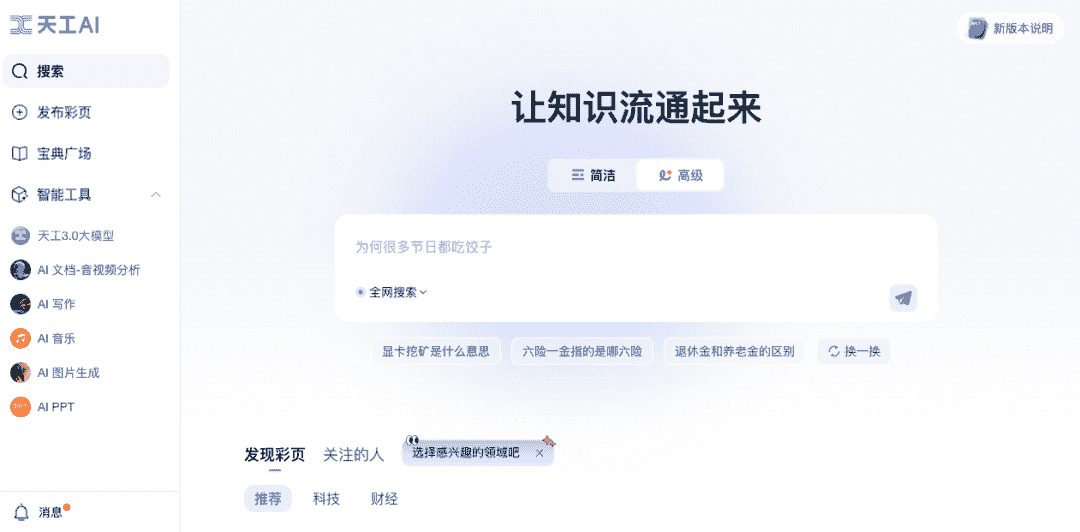 天工AI
搜索
发布彩页
宝典广场
智能工具
天工3.0大模型
AI 文档-音视频分析
AI 写作
AI 音乐
AI 图片生成
AI PPT
消息
新版本说明
让知识流通起来
简洁 高级
为何很多节日都吃饺子
全网搜索
显卡挖矿是什么意思 六险一金指的是哪六险 退休金和养老金的区别 换一换
发现彩页 关注的人 选择感兴趣的领域吧
推荐 科技 财经